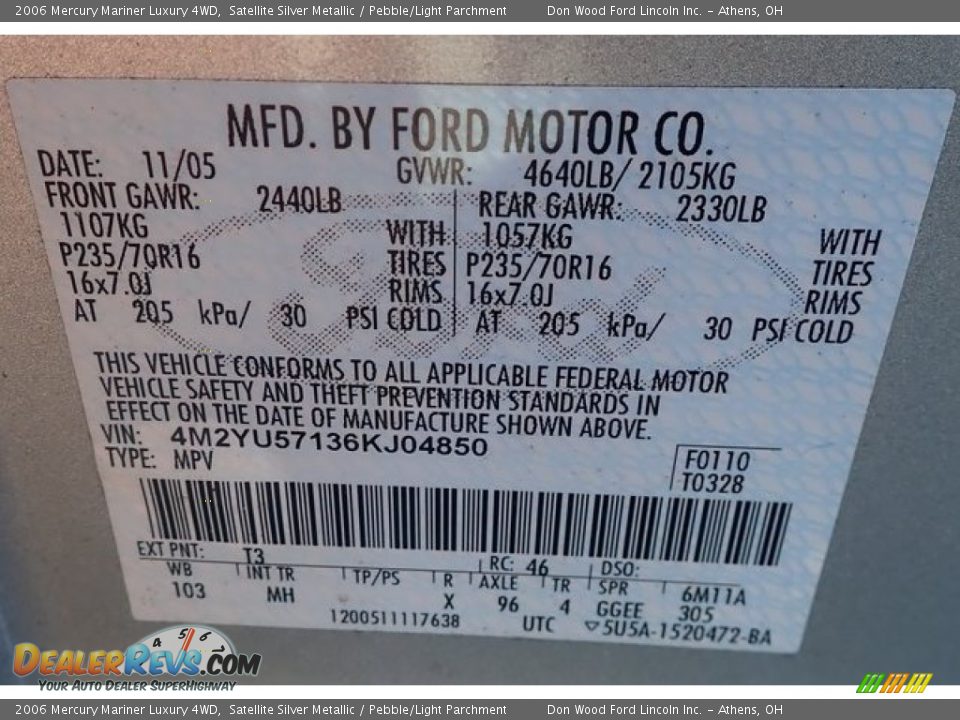 2006 Mercury Mariner Luxury 4WD,  Satellite Silver Metallic / Pebble/Light Parchment    Don Wood Ford Lincoln Inc. - Athens, OH
MFD. BY FORD MOTOR CO.
DATE: 11/05 GVWR: 4640LB/ 2105KG
FRONT GAWR: 2440LB REAR GAWR: 2330LB
1107KG WITH 1057KG WITH
P235/70R16 TIRES P235/70R16 TIRES
16x7.0J RIMS 16x7.0J RIMS
AT 205 kPa/ 30 PSI COLD AT 205 kPa/ 30 PSI COLD
Ford
THIS VEHICLE CONFORMS TO ALL APPLICABLE FEDERAL MOTOR
VEHICLE SAFETY AND THEFT PREVENTION STANDARDS IN
EFFECT ON THE DATE OF MANUFACTURE SHOWN ABOVE.
VIN: 4M2YU57136KJ04850
TYPE: MPV
F0110
T0328
EXT PNT: T3 RC: 46 DSO:
WB INT TR TP/PS R AXLE TR SPR 6M11A
103 MH X 96 4 GGEE 305
1200511117638 UTC ▽5U5A-1520472-BA
4 5 6
DEALERREVS.COM
YOUR AUTO DEALER SUPERHIGHWAY
2006 Mercury Mariner Luxury 4WD,  Satellite Silver Metallic / Pebble/Light Parchment    Don Wood Ford Lincoln Inc. - Athens, OH